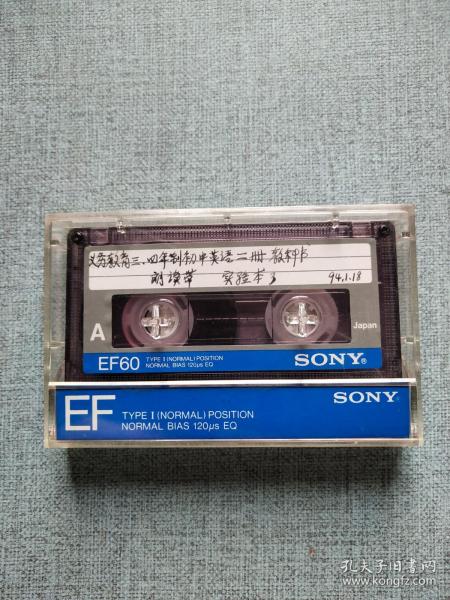 义务教育三、四年制初中英语二册教科书
朗读带 实验本3 94.1.18
A
Japan
EF60 TYPE I (NORMAL) POSITION
NORMAL BIAS 120μs EQ
SONY®
EF TYPE I (NORMAL) POSITION
NORMAL BIAS 120μs EQ
SONY
孔夫子旧书网
www.kongfz.com